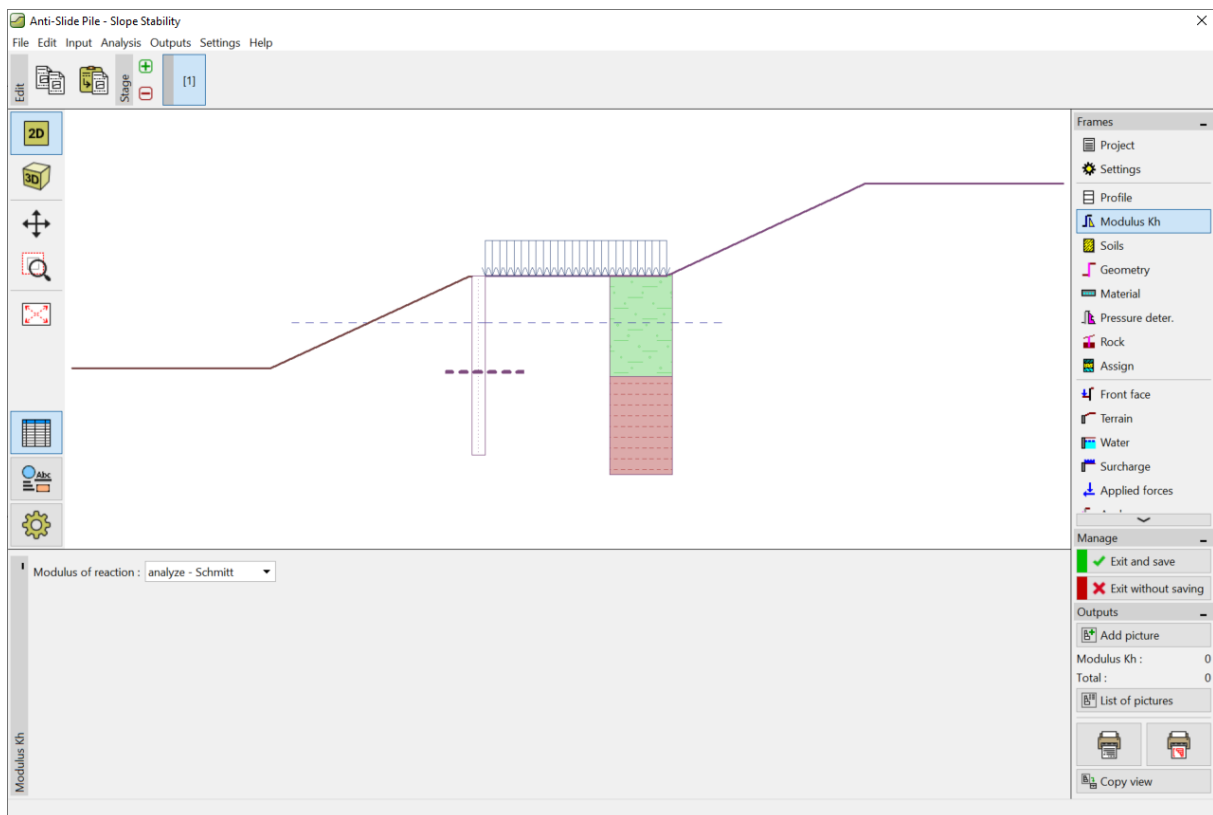 Anti-Slide Pile - Slope Stability
File Edit Input Analysis Outputs Settings Help
Edit
Stage
[1]
2D
3D
Abc
Frames
Project
Settings
Profile
Modulus Kh
Soils
Geometry
Material
Pressure deter.
Rock
Assign
Front face
Terrain
Water
Surcharge
Applied forces
Manage
Exit and save
Exit without saving
Outputs
Add picture
Modulus Kh : 0
Total : 0
List of pictures
Copy view
Modulus of reaction : analyze - Schmitt
Modulus Kh